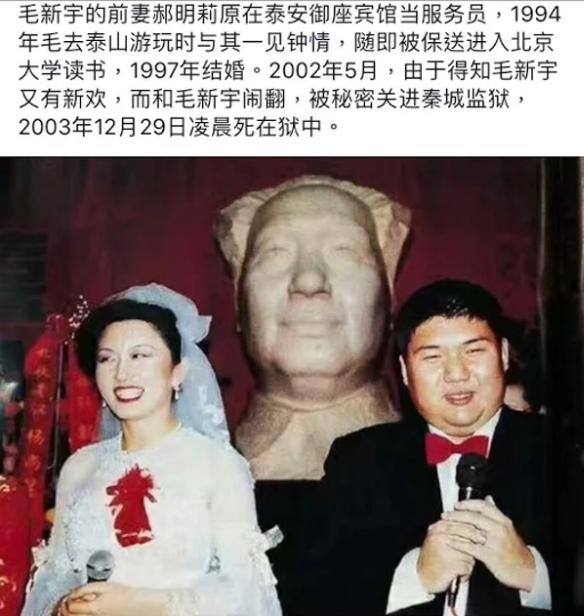 毛新宇的前妻郝明莉原在泰安御座宾馆当服务员，1994
年毛去泰山游玩时与其一见钟情，随即被保送进入北京
大学读书，1997年结婚。2002年5月，由于得知毛新宇
又有新欢，而和毛新宇闹翻，被秘密关进秦城监狱，
2003年12月29日凌晨死在狱中。